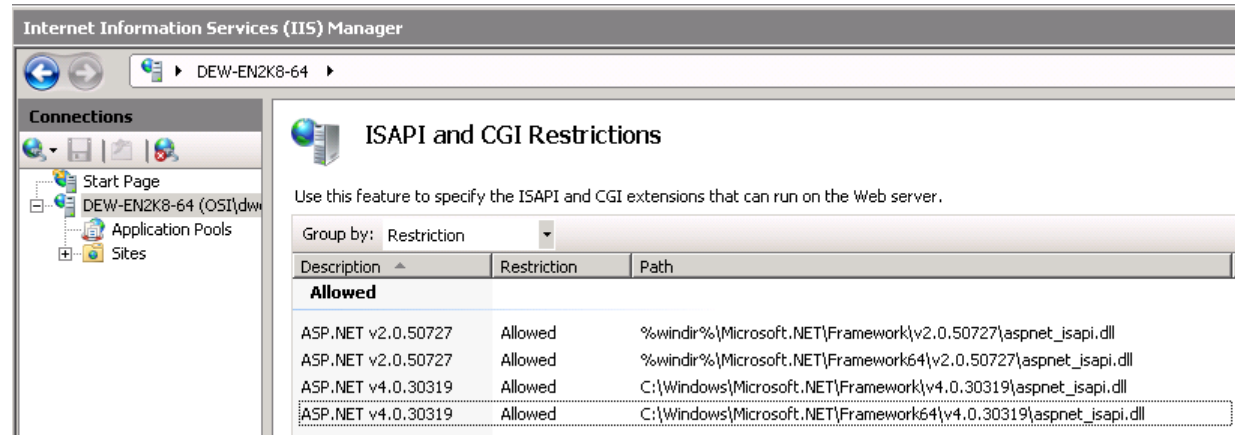 Internet Information Services (IIS) Manager
DEW-EN2K8-64
Connections
Start Page
DEW-EN2K8-64 (OSI\dw
Application Pools
Sites
ISAPI and CGI Restrictions
Use this feature to specify the ISAPI and CGI extensions that can run on the Web server.
Group by: Restriction
Description Restriction Path
Allowed
ASP.NET v2.0.50727 Allowed %windir%\Microsoft.NET\Framework\v2.0.50727\aspnet_isapi.dll
ASP.NET v2.0.50727 Allowed %windir%\Microsoft.NET\Framework64\v2.0.50727\aspnet_isapi.dll
ASP.NET v4.0.30319 Allowed C:\Windows\Microsoft.NET\Framework\v4.0.30319\aspnet_isapi.dll
ASP.NET v4.0.30319 Allowed C:\Windows\Microsoft.NET\Framework64\v4.0.30319\aspnet_isapi.dll